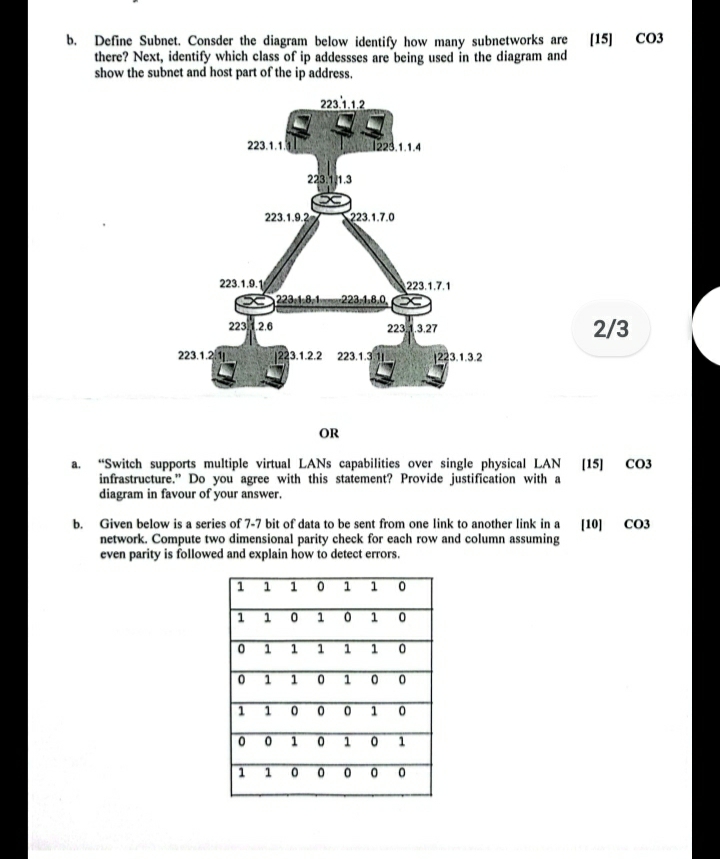 b. Define Subnet. Consder the diagram below identify how many subnetworks are [15] CO3
there? Next, identify which class of ip addessses are being used in the diagram and
show the subnet and host part of the ip address.
223.1.1.2
223.1.1.1
223.1.1.4
223.1.1.3
223.1.9.2
223.1.7.0
223.1.9.1
223.1.7.1
223.1.8.1
223.1.8.0
223.1.2.6
223.1.3.27
2/3
223.1.2.1
223.1.2.2
223.1.3.1
223.1.3.2
OR
a. “Switch supports multiple virtual LANs capabilities over single physical LAN [15] CO3
infrastructure.” Do you agree with this statement? Provide justification with a
diagram in favour of your answer.
b. Given below is a series of 7-7 bit of data to be sent from one link to another link in a [10] CO3
network. Compute two dimensional parity check for each row and column assuming
even parity is followed and explain how to detect errors.
1 1 1 0 1 1 0
1 1 0 1 0 1 0
0 1 1 1 1 1 0
0 1 1 0 1 0 0
1 1 0 0 0 1 0
0 0 1 0 1 0 1
1 1 0 0 0 0 0